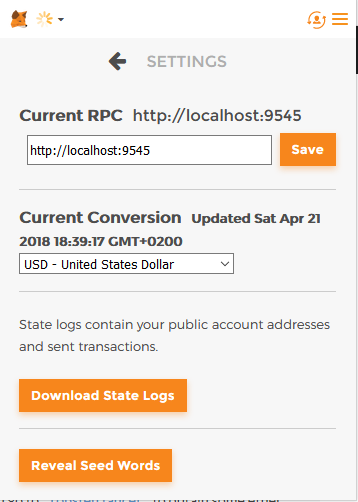 SETTINGS
Current RPC http://localhost:9545
http://localhost:9545
Save
Current Conversion Updated Sat Apr 21
2018 18:39:17 GMT+0200
USD - United States Dollar
State logs contain your public account addresses
and sent transactions.
Download State Logs
Reveal Seed Words